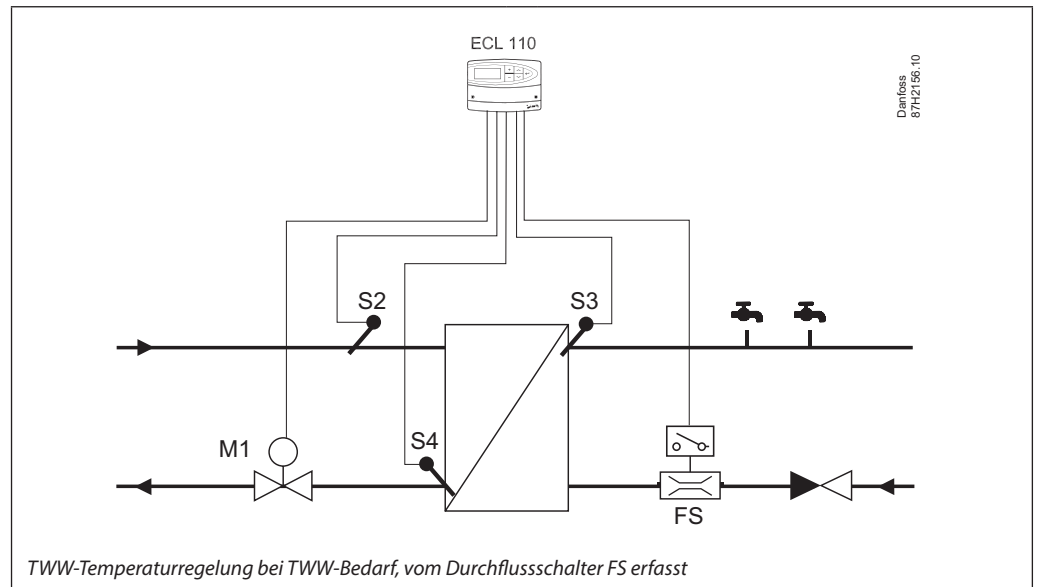 ECL 110
Danfoss
87H2156.10
S2
S3
M1
S4
FS
TWW-Temperaturregelung bei TWW-Bedarf, vom Durchflussschalter FS erfasst